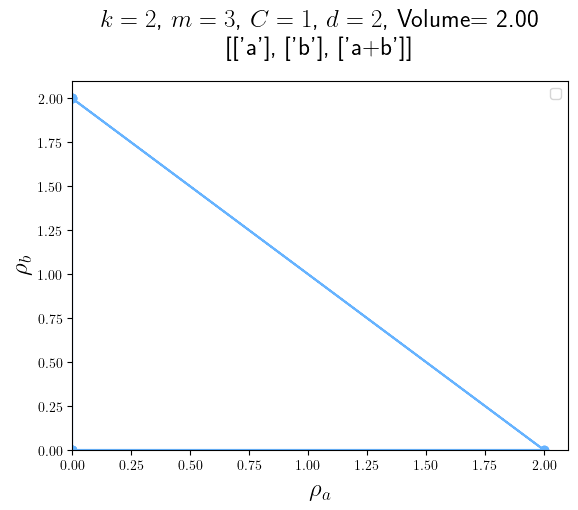 k = 2, m = 3, C = 1, d = 2, Volume= 2.00
[['a'], ['b'], ['a+b']]
2.00
1.75
1.50
1.25
1.00
0.75
0.50
0.25
0.00
ρb
0.00 0.25 0.50 0.75 1.00 1.25 1.50 1.75 2.00
ρa